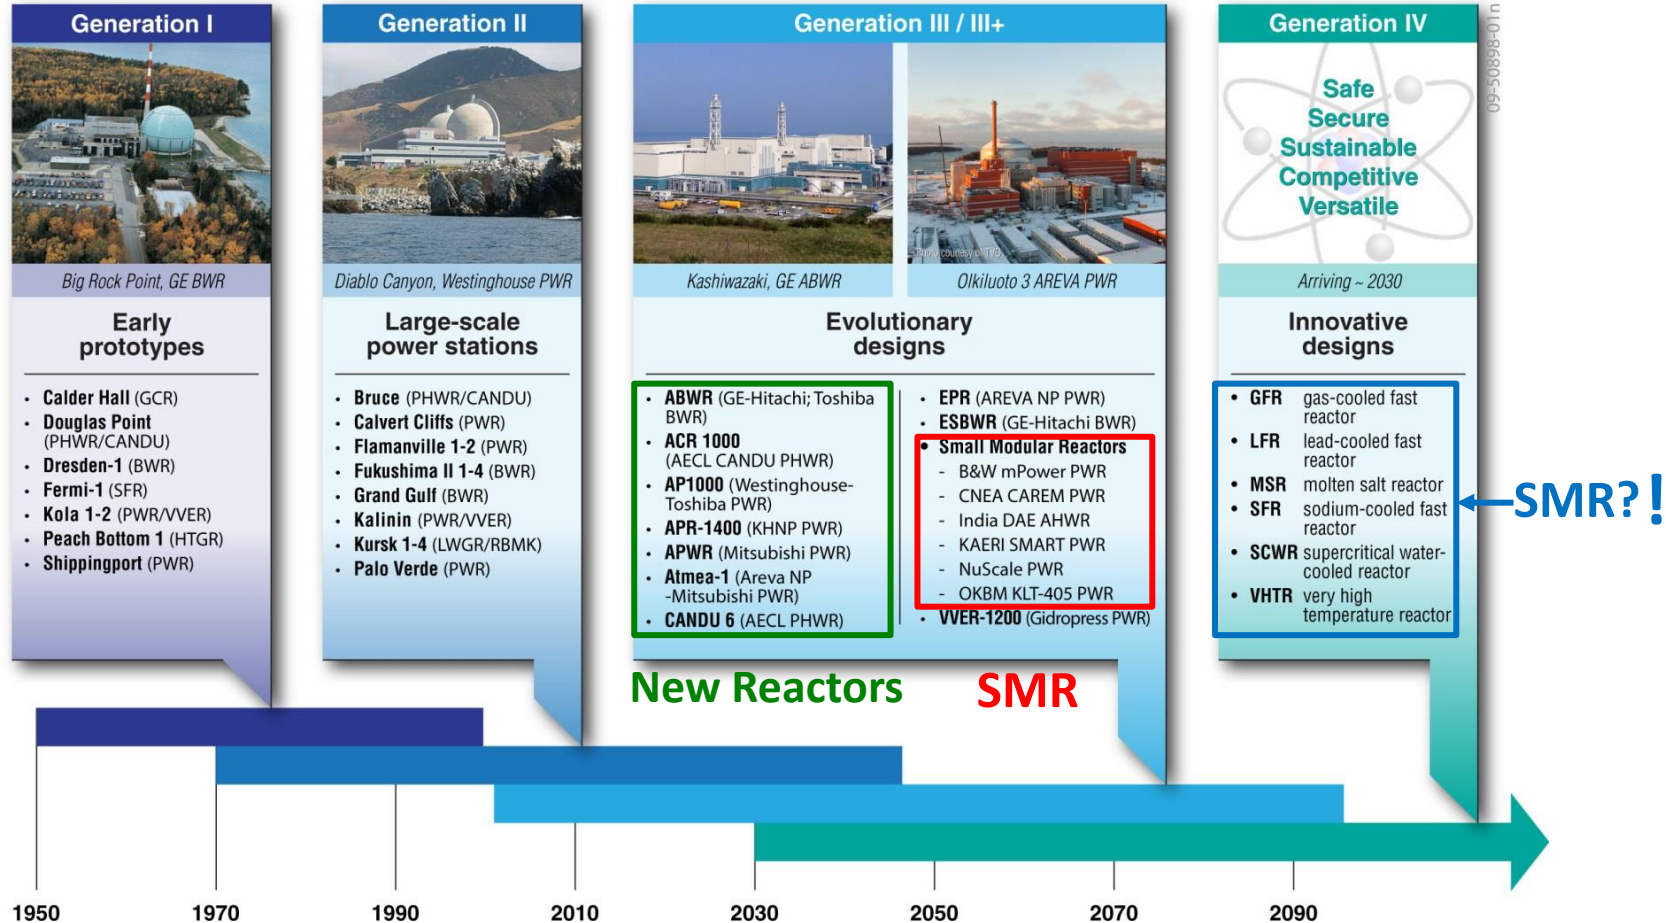 Generation I
Big Rock Point, GE BWR
Early
prototypes
• Calder Hall (GCR)
• Douglas Point
(PHWR/CANDU)
• Dresden-1 (BWR)
• Fermi-1 (SFR)
• Kola 1-2 (PWR/VVER)
• Peach Bottom 1 (HTGR)
• Shippingport (PWR)
Generation II
Diablo Canyon, Westinghouse PWR
Large-scale
power stations
• Bruce (PHWR/CANDU)
• Calvert Cliffs (PWR)
• Flamanville 1-2 (PWR)
• Fukushima II 1-4 (BWR)
• Grand Gulf (BWR)
• Kalinin (PWR/VVER)
• Kursk 1-4 (LWGR/RBMK)
• Palo Verde (PWR)
Generation III / III+
Photo courtesy of TVO
Kashiwazaki, GE ABWR
Olkiluoto 3 AREVA PWR
Evolutionary
designs
• ABWR (GE-Hitachi; Toshiba
BWR)
• ACR 1000
(AECL CANDU PHWR)
• AP1000 (Westinghouse-
Toshiba PWR)
• APR-1400 (KHNP PWR)
• APWR (Mitsubishi PWR)
• Atmea-1 (Areva NP
-Mitsubishi PWR)
• CANDU 6 (AECL PHWR)
• EPR (AREVA NP PWR)
• ESBWR (GE-Hitachi BWR)
• Small Modular Reactors
- B&W mPower PWR
- CNEA CAREM PWR
- India DAE AHWR
- KAERI SMART PWR
- NuScale PWR
- OKBM KLT-405 PWR
• VVER-1200 (Gidropress PWR)
New Reactors
SMR
Generation IV
Safe
Secure
Sustainable
Competitive
Versatile
Arriving ~ 2030
Innovative
designs
• GFR gas-cooled fast
reactor
• LFR lead-cooled fast
reactor
• MSR molten salt reactor
• SFR sodium-cooled fast
reactor
• SCWR supercritical water-
cooled reactor
• VHTR very high
temperature reactor
SMR?!
09-50898-01n
1950 1970 1990 2010 2030 2050 2070 2090